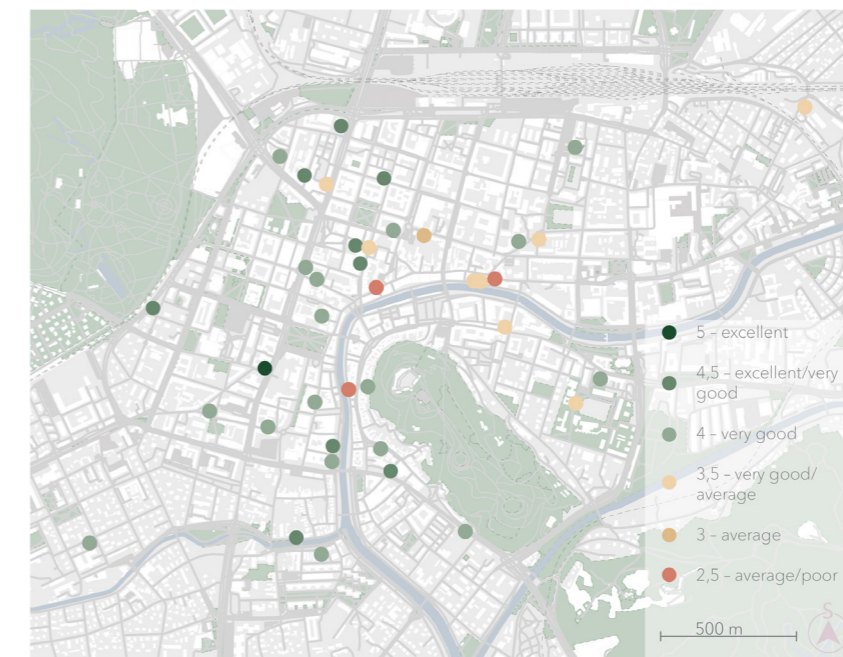 5 – excellent
4,5 – excellent/very
good
4 – very good
3,5 – very good/
average
3 – average
2,5 – average/poor
500 m
S